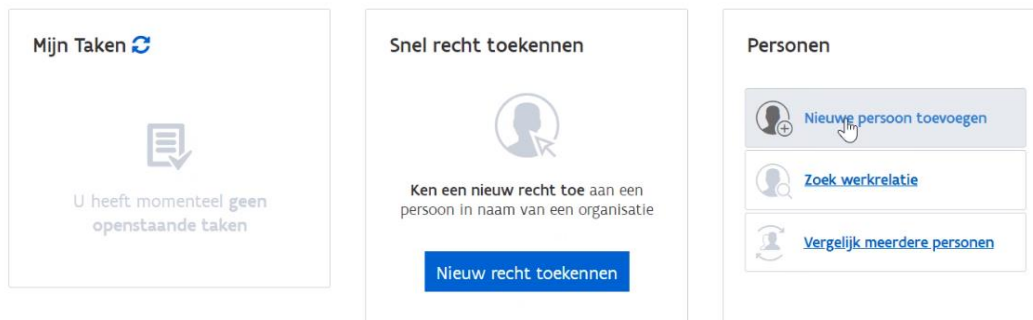 Mijn Taken
U heeft momenteel geen
openstaande taken
Snel recht toekennen
Ken een nieuw recht toe aan een
persoon in naam van een organisatie
Nieuw recht toekennen
Personen
Nieuwe persoon toevoegen
Zoek werkrelatie
Vergelijk meerdere personen